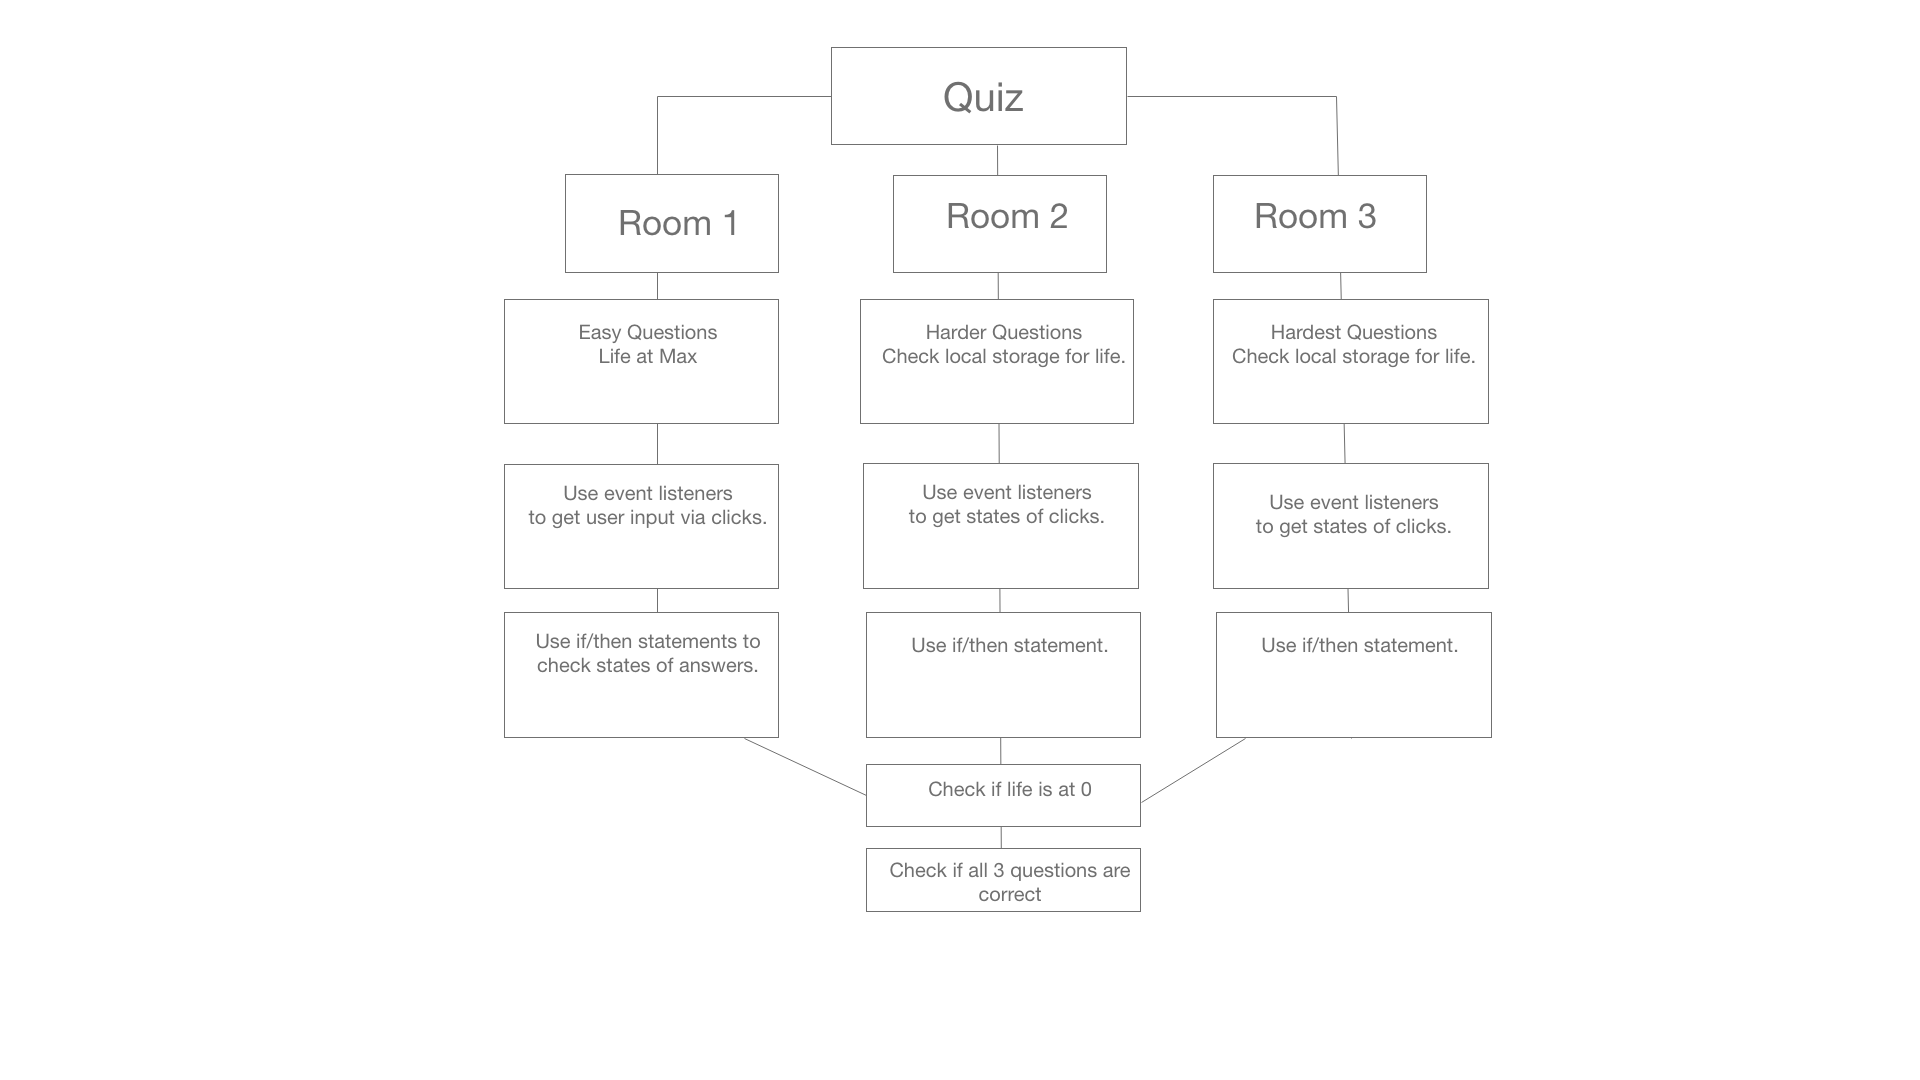 Quiz
Room 1
Room 2
Room 3
Easy Questions
Life at Max
Harder Questions
Check local storage for life.
Hardest Questions
Check local storage for life.
Use event listeners
to get user input via clicks.
Use event listeners
to get states of clicks.
Use event listeners
to get states of clicks.
Use if/then statements to
check states of answers.
Use if/then statement.
Use if/then statement.
Check if life is at 0
Check if all 3 questions are
correct